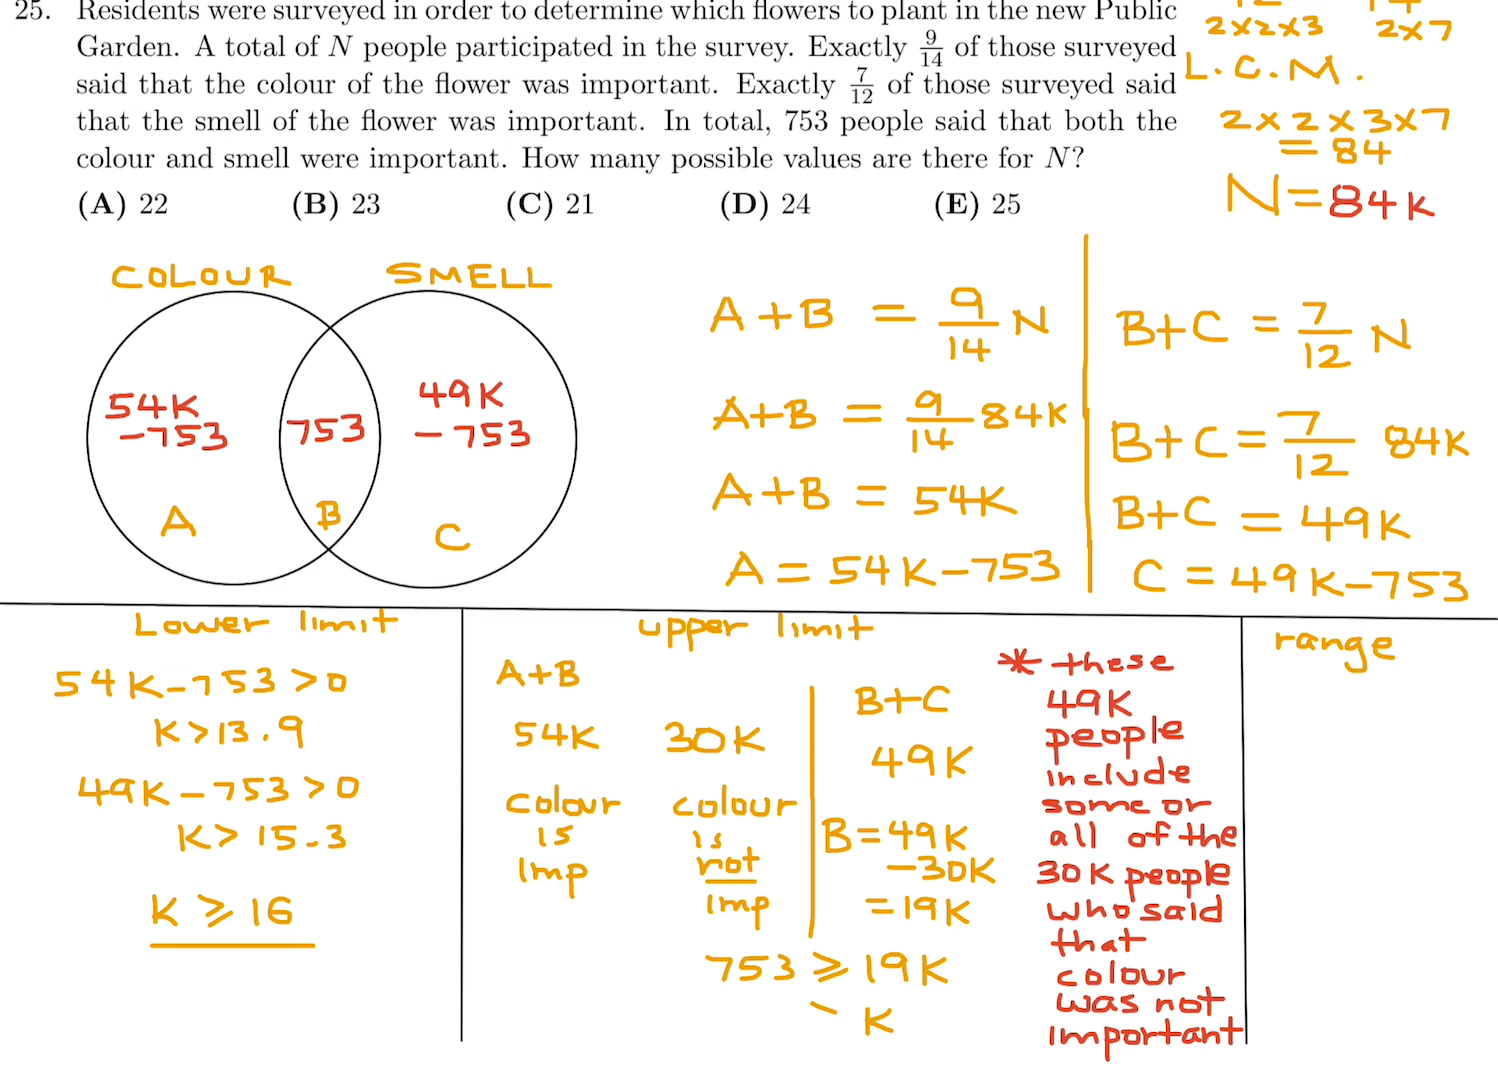 25. Residents were surveyed in order to determine which flowers to plant in the new Public
Garden. A total of N people participated in the survey. Exactly 9/14 of those surveyed
said that the colour of the flower was important. Exactly 7/12 of those surveyed said
that the smell of the flower was important. In total, 753 people said that both the
colour and smell were important. How many possible values are there for N?
(A) 22 (B) 23 (C) 21 (D) 24 (E) 25
2×2×3 2×7
L.C.M.
2×2×3×7
=84
N=84K
COLOUR SMELL
54K
-753
753
49K
-753
A B C
A+B = 9/14 N
A+B = 9/14 84K
A+B = 54K
A = 54K-753
B+C = 7/12 N
B+C = 7/12 84K
B+C = 49K
C = 49K-753
Lower limit
54K-753>0
K>13.9
49K-753>0
K>15.3
K≥16
upper limit
A+B
54K 30K
colour colour
is is
Imp not
Imp
B+C
49K
B=49K
-30K
=19K
753≥19K
K
* these
49K
people
include
some or
all of the
30K people
who said
that
colour
was not
important
range